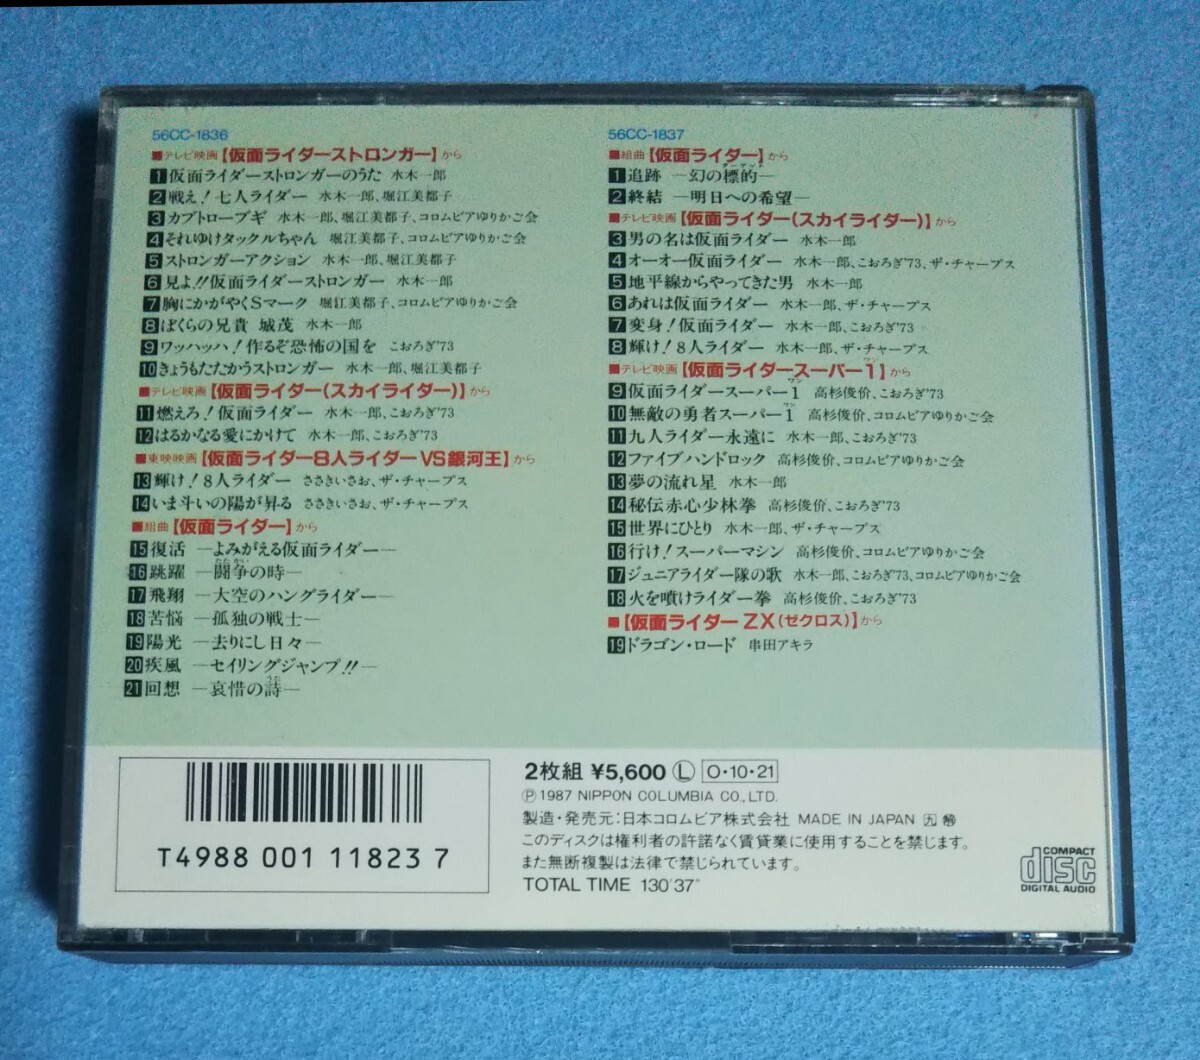 56CC-1836
■テレビ映画【仮面ライダーストロンガー】から
1 仮面ライダーストロンガーのうた 水木一郎
2 戦え!七人ライダー 水木一郎、堀江美都子
3 カブトローブギ 水木一郎、堀江美都子、コロムビアゆりかご会
4 それゆけタックルちゃん 堀江美都子、コロムビアゆりかご会
5 ストロンガーアクション 水木一郎、堀江美都子
6 見よ!!仮面ライダーストロンガー 水木一郎
7 胸にかがやくSマーク 堀江美都子、コロムビアゆりかご会
8 ぼくらの兄貴 城茂 水木一郎
9 ワッハッハ!作るぞ恐怖の国を こおろぎ'73
10 きょうもたたかうストロンガー 水木一郎、堀江美都子
■テレビ映画【仮面ライダー(スカイライダー)】から
11 燃えろ!仮面ライダー 水木一郎、こおろぎ'73
12 はるかなる愛にかけて 水木一郎、こおろぎ'73
■東映映画【仮面ライダー8人ライダーVS銀河王】から
13 輝け!8人ライダー ささきいさお、ザ・チャープス
14 いま斗いの陽が昇る ささきいさお、ザ・チャープス
■組曲【仮面ライダー】から
15 復活 ―よみがえる仮面ライダー―
たたかい
16 跳躍 ―闘争の時―
17 飛翔 ―大空のハングライダー―
18 苦悩 ―孤独の戦士―
19 陽光 ―去りにし日々―
20 疾風 ―セイリングジャンプ!!―
うた
21 回想 ―哀惜の詩―
56CC-1837
■組曲【仮面ライダー】から
ターゲット
1 追跡 ―幻の標的―
2 終結 ―明日への希望―
■テレビ映画【仮面ライダー(スカイライダー)】から
3 男の名は仮面ライダー 水木一郎
4 オーオー仮面ライダー 水木一郎、こおろぎ'73、ザ・チャープス
5 地平線からやってきた男 水木一郎
6 あれは仮面ライダー 水木一郎、ザ・チャープス
7 変身!仮面ライダー 水木一郎、こおろぎ'73
8 輝け!8人ライダー 水木一郎、ザ・チャープス
ワン
■テレビ映画【仮面ライダースーパー1】から
ワン
9 仮面ライダースーパー1 高杉俊价、こおろぎ'73
ワン
10 無敵の勇者スーパー1 高杉俊价、コロムビアゆりかご会
11 九人ライダー永遠に 水木一郎、こおろぎ'73
12 ファイブハンドロック 高杉俊价、コロムビアゆりかご会
13 夢の流れ星 水木一郎
14 秘伝赤心少林拳 高杉俊价、こおろぎ'73
15 世界にひとり 水木一郎、ザ・チャープス
16 行け!スーパーマシン 高杉俊价、コロムビアゆりかご会
17 ジュニアライダー隊の歌 水木一郎、こおろぎ'73、コロムビアゆりかご会
18 火を噴けライダー拳 高杉俊价、こおろぎ'73
■【仮面ライダーZX(ゼクロス)】から
19 ドラゴン・ロード 串田アキラ
T4988 001 11823 7
2枚組 ¥5,600 Ⓛ O・10・21
Ⓟ1987 NIPPON COLUMBIA CO., LTD.
製造・発売元:日本コロムビア株式会社 MADE IN JAPAN
このディスクは権利者の許諾なく賃貸業に使用することを禁じます。
また無断複製は法律で禁じられています。
TOTAL TIME 130'37"
COMPACT
disc
DIGITAL AUDIO